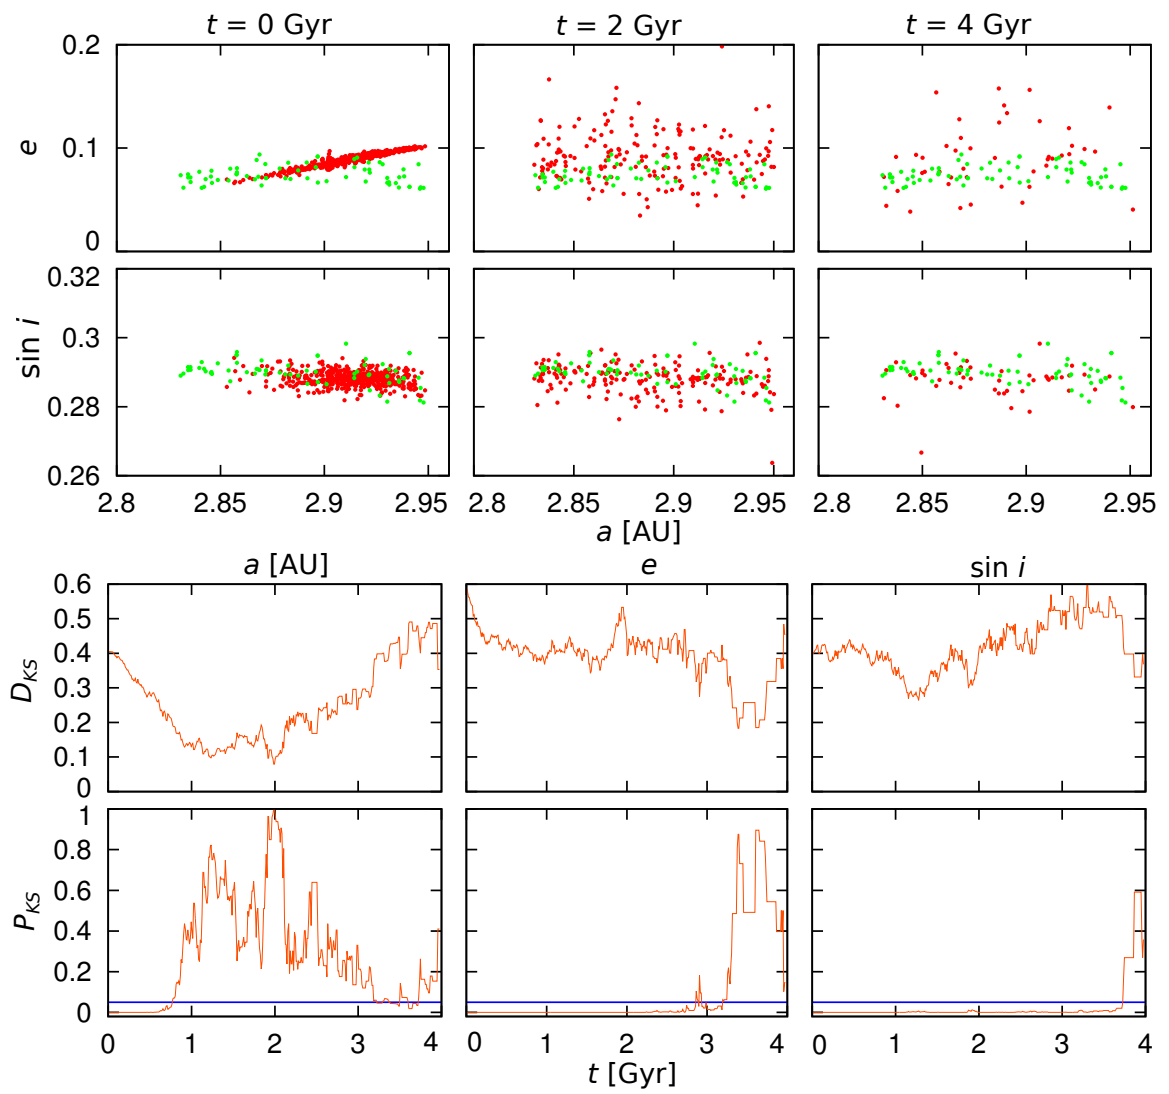 t = 0 Gyr t = 2 Gyr t = 4 Gyr
0.2
e
0.1
0
0.32
sin i
0.3
0.28
0.26
2.8 2.85 2.9 2.95 2.8 2.85 2.9 2.95 2.8 2.85 2.9 2.95
a [AU]
a [AU] e sin i
0.6
0.5
0.4
D_KS
0.3
0.2
0.1
0
1
0.8
0.6
P_KS
0.4
0.2
0
0 1 2 3 4 0 1 2 3 4 0 1 2 3 4
t [Gyr]